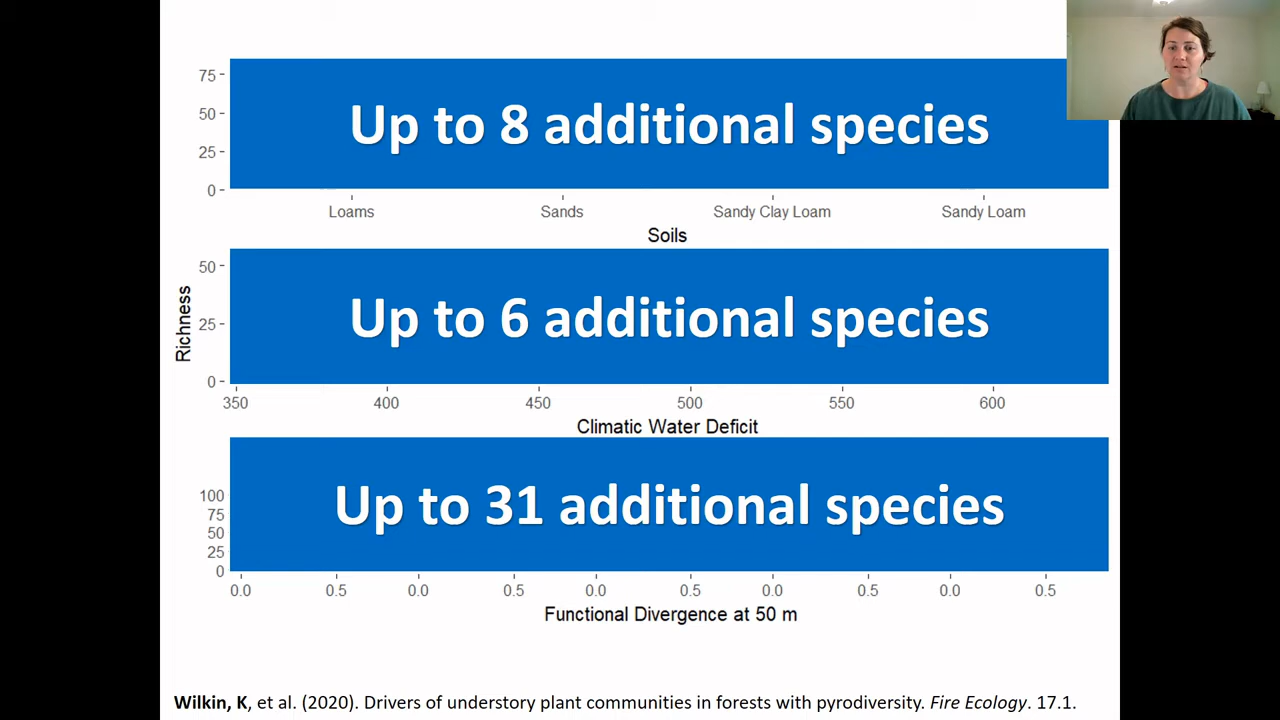 75
Up to 8 additional species
50
25
0
Loams Sands Sandy Clay Loam Sandy Loam
Soils
Richness
50
Up to 6 additional species
25
0
350 400 450 500 550 600
Climatic Water Deficit
100
Up to 31 additional species
75
50
25
0
0.0 0.5 0.0 0.5 0.0 0.5 0.0 0.5 0.0 0.5
Functional Divergence at 50 m
Wilkin, K, et al. (2020). Drivers of understory plant communities in forests with pyrodiversity. Fire Ecology. 17.1.